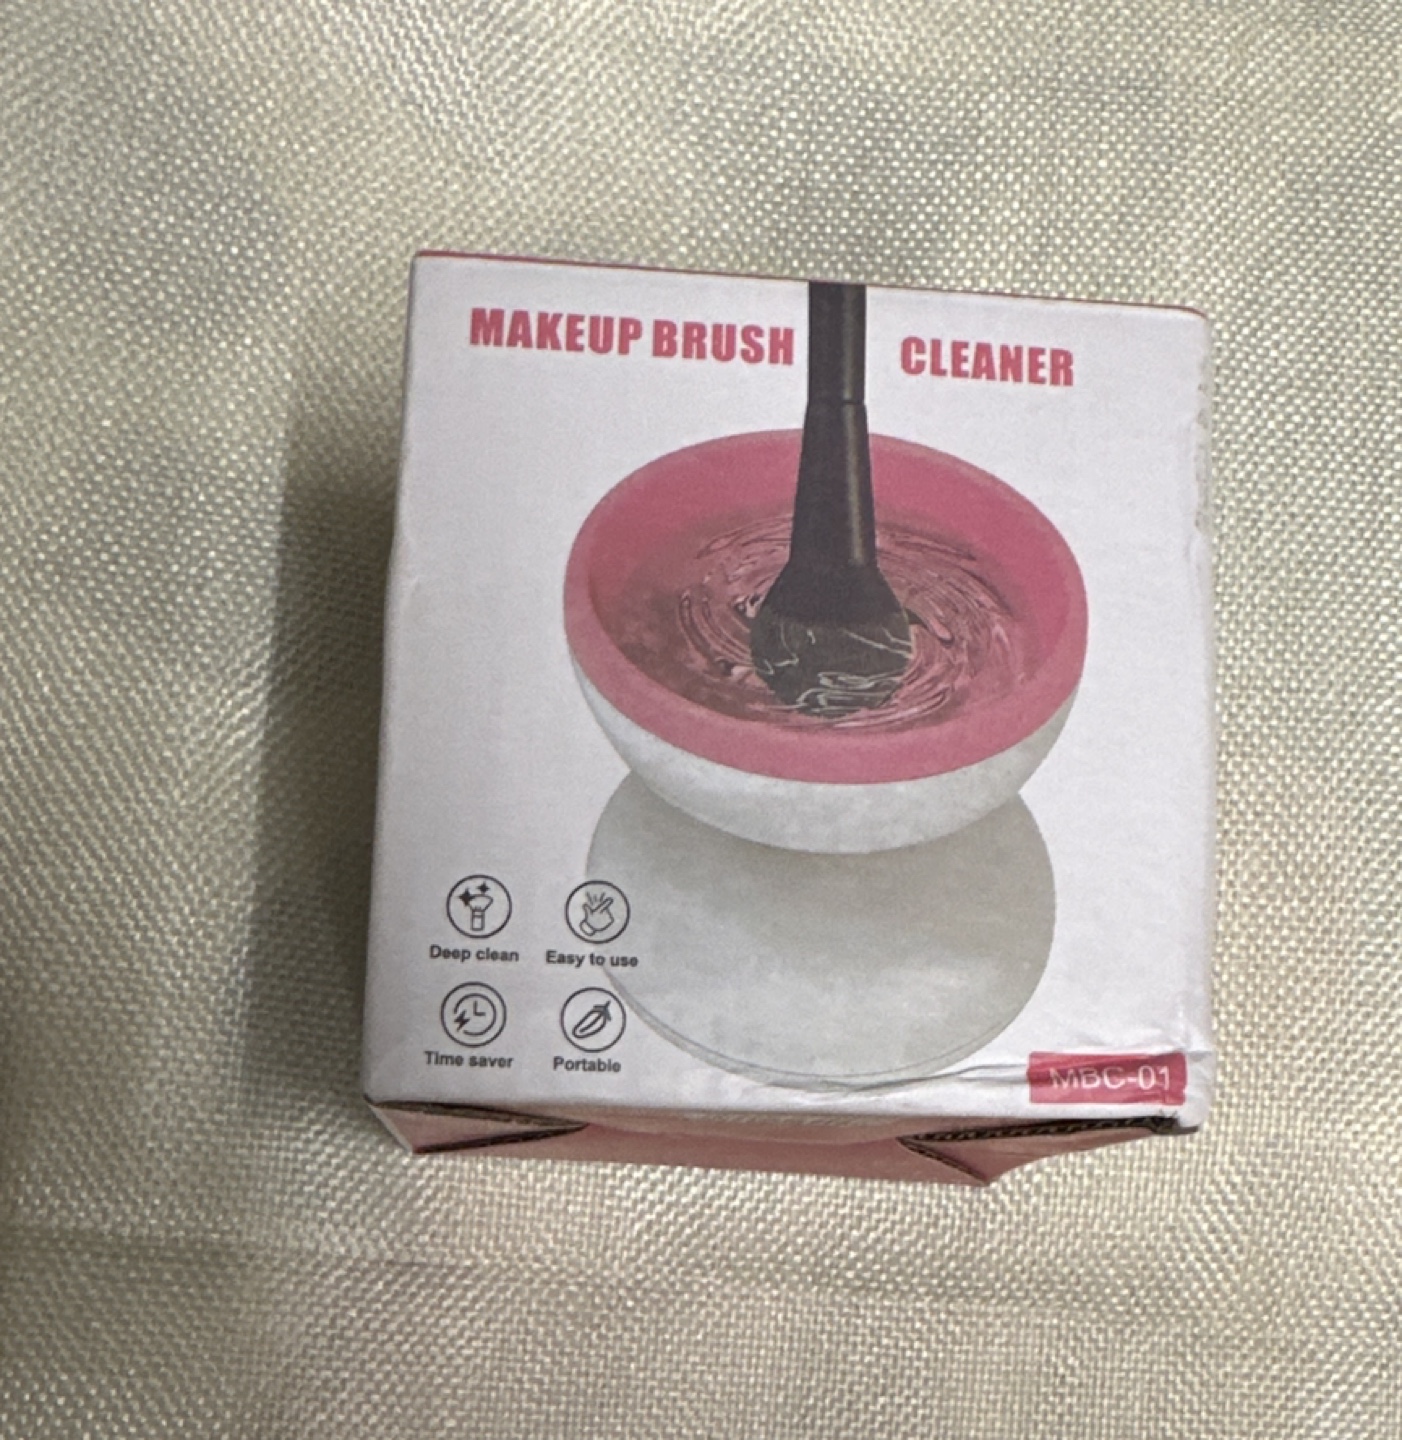 MAKEUP BRUSH CLEANER
Deep clean
Easy to use
Time saver
Portable
MBC-01